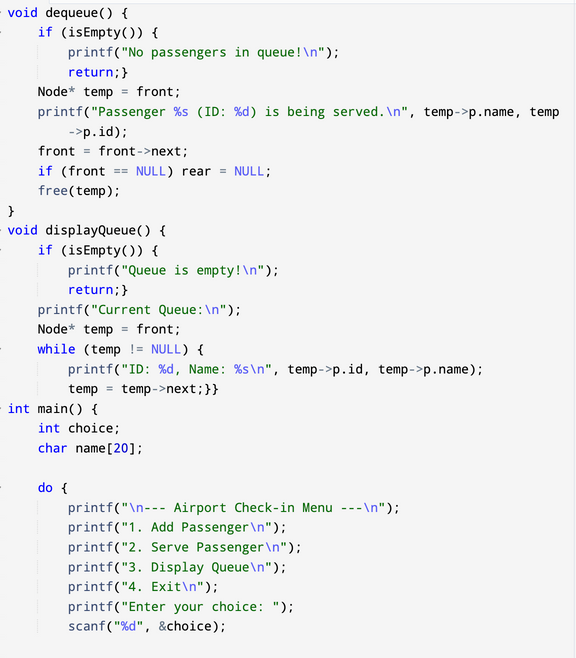 void dequeue() {
    if (isEmpty()) {
        printf("No passengers in queue!\n");
        return;}
    Node* temp = front;
    printf("Passenger %s (ID: %d) is being served.\n", temp->p.name, temp
        ->p.id);
    front = front->next;
    if (front == NULL) rear = NULL;
    free(temp);
}
void displayQueue() {
    if (isEmpty()) {
        printf("Queue is empty!\n");
        return;}
    printf("Current Queue:\n");
    Node* temp = front;
    while (temp != NULL) {
        printf("ID: %d, Name: %s\n", temp->p.id, temp->p.name);
        temp = temp->next;}}
int main() {
    int choice;
    char name[20];

    do {
        printf("\n--- Airport Check-in Menu ---\n");
        printf("1. Add Passenger\n");
        printf("2. Serve Passenger\n");
        printf("3. Display Queue\n");
        printf("4. Exit\n");
        printf("Enter your choice: ");
        scanf("%d", &choice);